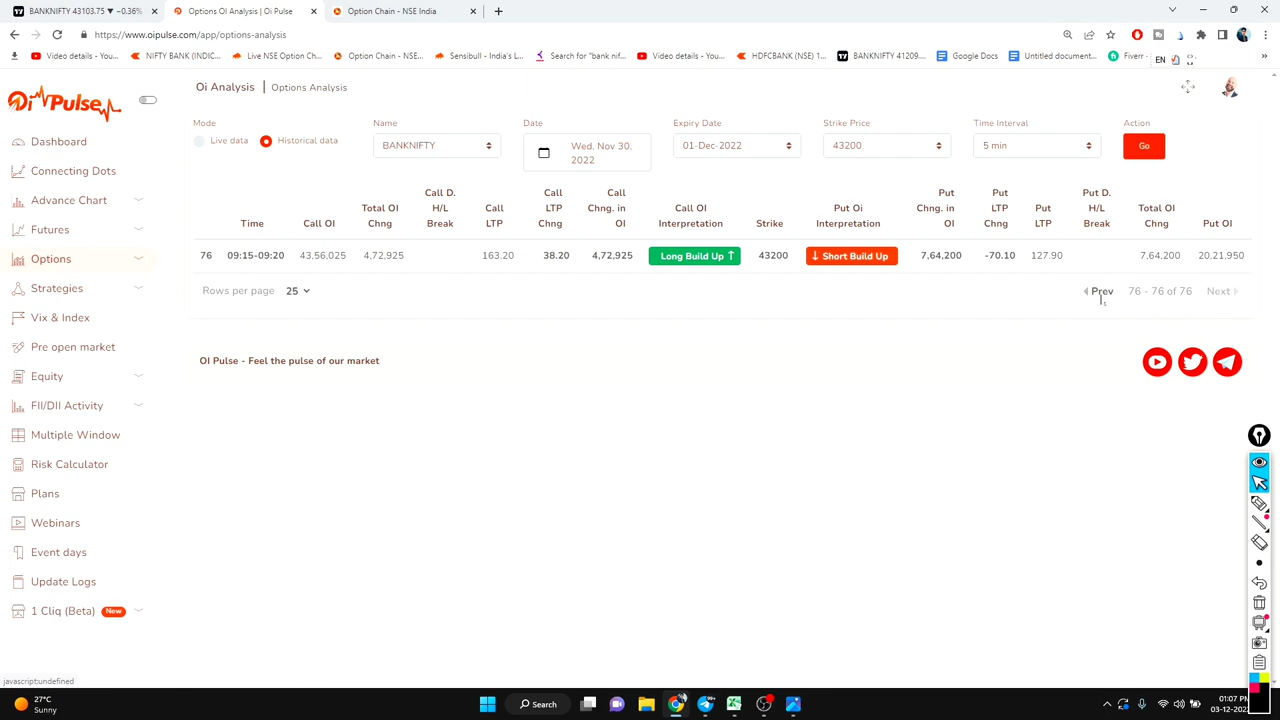 BANKNIFTY 43103.75 ▼ −0.36%
Options OI Analysis | Oi Pulse
Option Chain - NSE India
https://www.oipulse.com/app/options-analysis
Video details - You...
NIFTY BANK (INDIC...
Live NSE Option Ch...
Option Chain - NSE...
Sensibull - India's L...
Search for "bank nif...
Video details - You...
HDFCBANK (NSE) 1...
BANKNIFTY 41209...
Google Docs
Untitled document...
Fiverr
EN
Oi Pulse
Oi Analysis | Options Analysis
Dashboard
Connecting Dots
Advance Chart
Futures
Options
Strategies
Vix & Index
Pre open market
Equity
FII/DII Activity
Multiple Window
Risk Calculator
Plans
Webinars
Event days
Update Logs
1 Cliq (Beta) New
Mode Name Date Expiry Date Strike Price Time Interval Action
Live data Historical data BANKNIFTY Wed, Nov 30, 2022 01-Dec-2022 43200 5 min Go
Time Call OI Total OI Chng Call D. H/L Break Call LTP Call LTP Chng Call Chng. in OI Call OI Interpretation Strike Put Oi Interpretation Put Chng. in OI Put LTP Chng Put LTP Put D. H/L Break Total OI Chng Put OI
76 09:15-09:20 43,56,025 4,72,925 163.20 38.20 4,72,925 Long Build Up ↑ 43200 ↓ Short Build Up 7,64,200 -70.10 127.90 7,64,200 20,21,950
Rows per page 25 Prev 76 - 76 of 76 Next
OI Pulse - Feel the pulse of our market
javascript:undefined
27°C
Sunny
Search
99+
01:07 PM